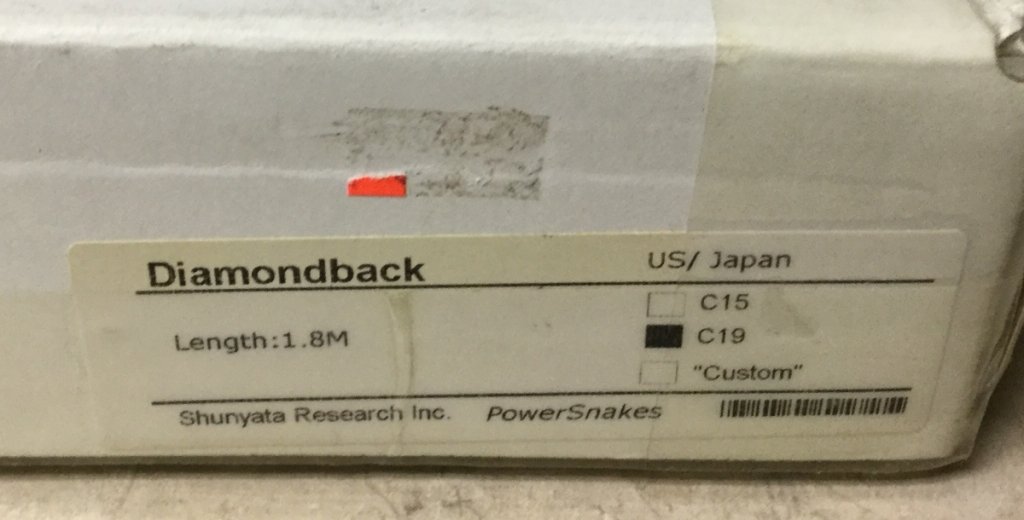 Diamondback US/ Japan
C15
Length:1.8M C19
"Custom"
Shunyata Research Inc. PowerSnakes